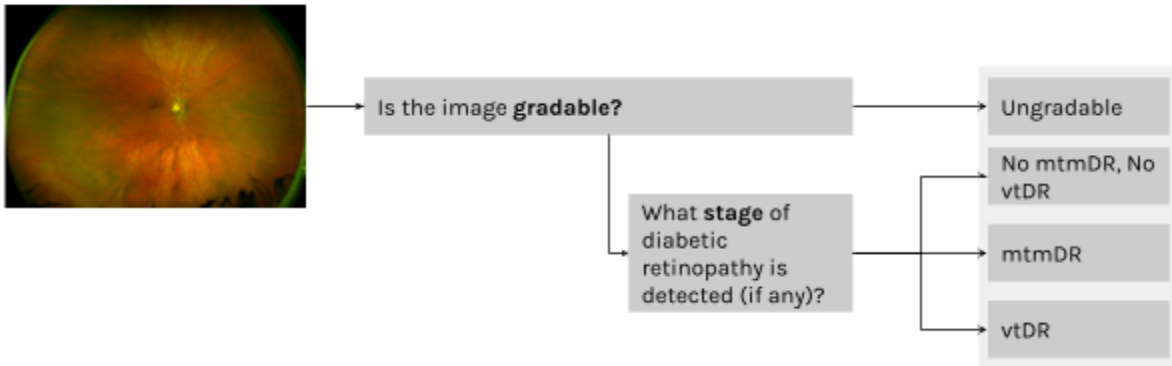 Is the image gradable?
Ungradable
No mtmDR, No
vtDR
What stage of
diabetic
retinopathy is
detected (if any)?
mtmDR
vtDR